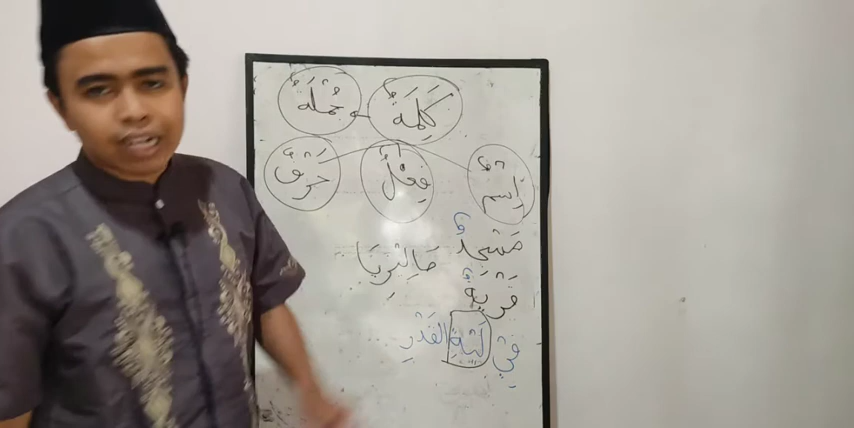 كَلِمَةٌ جُمْلَةٌ
اِسْمٌ فِعْلٌ حَرْفٌ
مَسْجِدٌ
قَرْيَةٌ
فِيْ لَيْلَةِ الْقَدْرِ